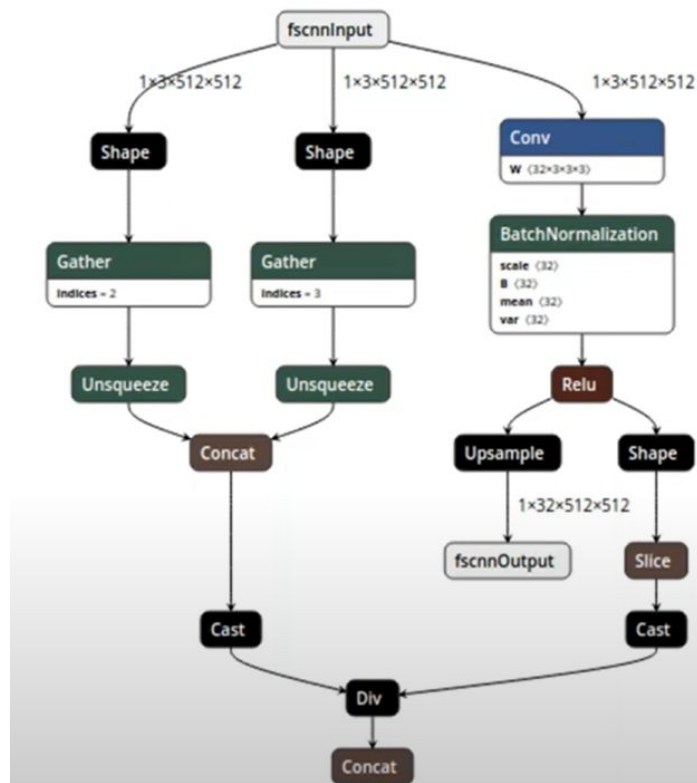 fscnnInput
1×3×512×512
1×3×512×512
1×3×512×512
Shape
Shape
Conv
W ⟨32×3×3×3⟩
Gather
indices = 2
Gather
indices = 3
BatchNormalization
scale ⟨32⟩
B ⟨32⟩
mean ⟨32⟩
var ⟨32⟩
Unsqueeze
Unsqueeze
Relu
Concat
Upsample
Shape
1×32×512×512
fscnnOutput
Slice
Cast
Cast
Div
Concat